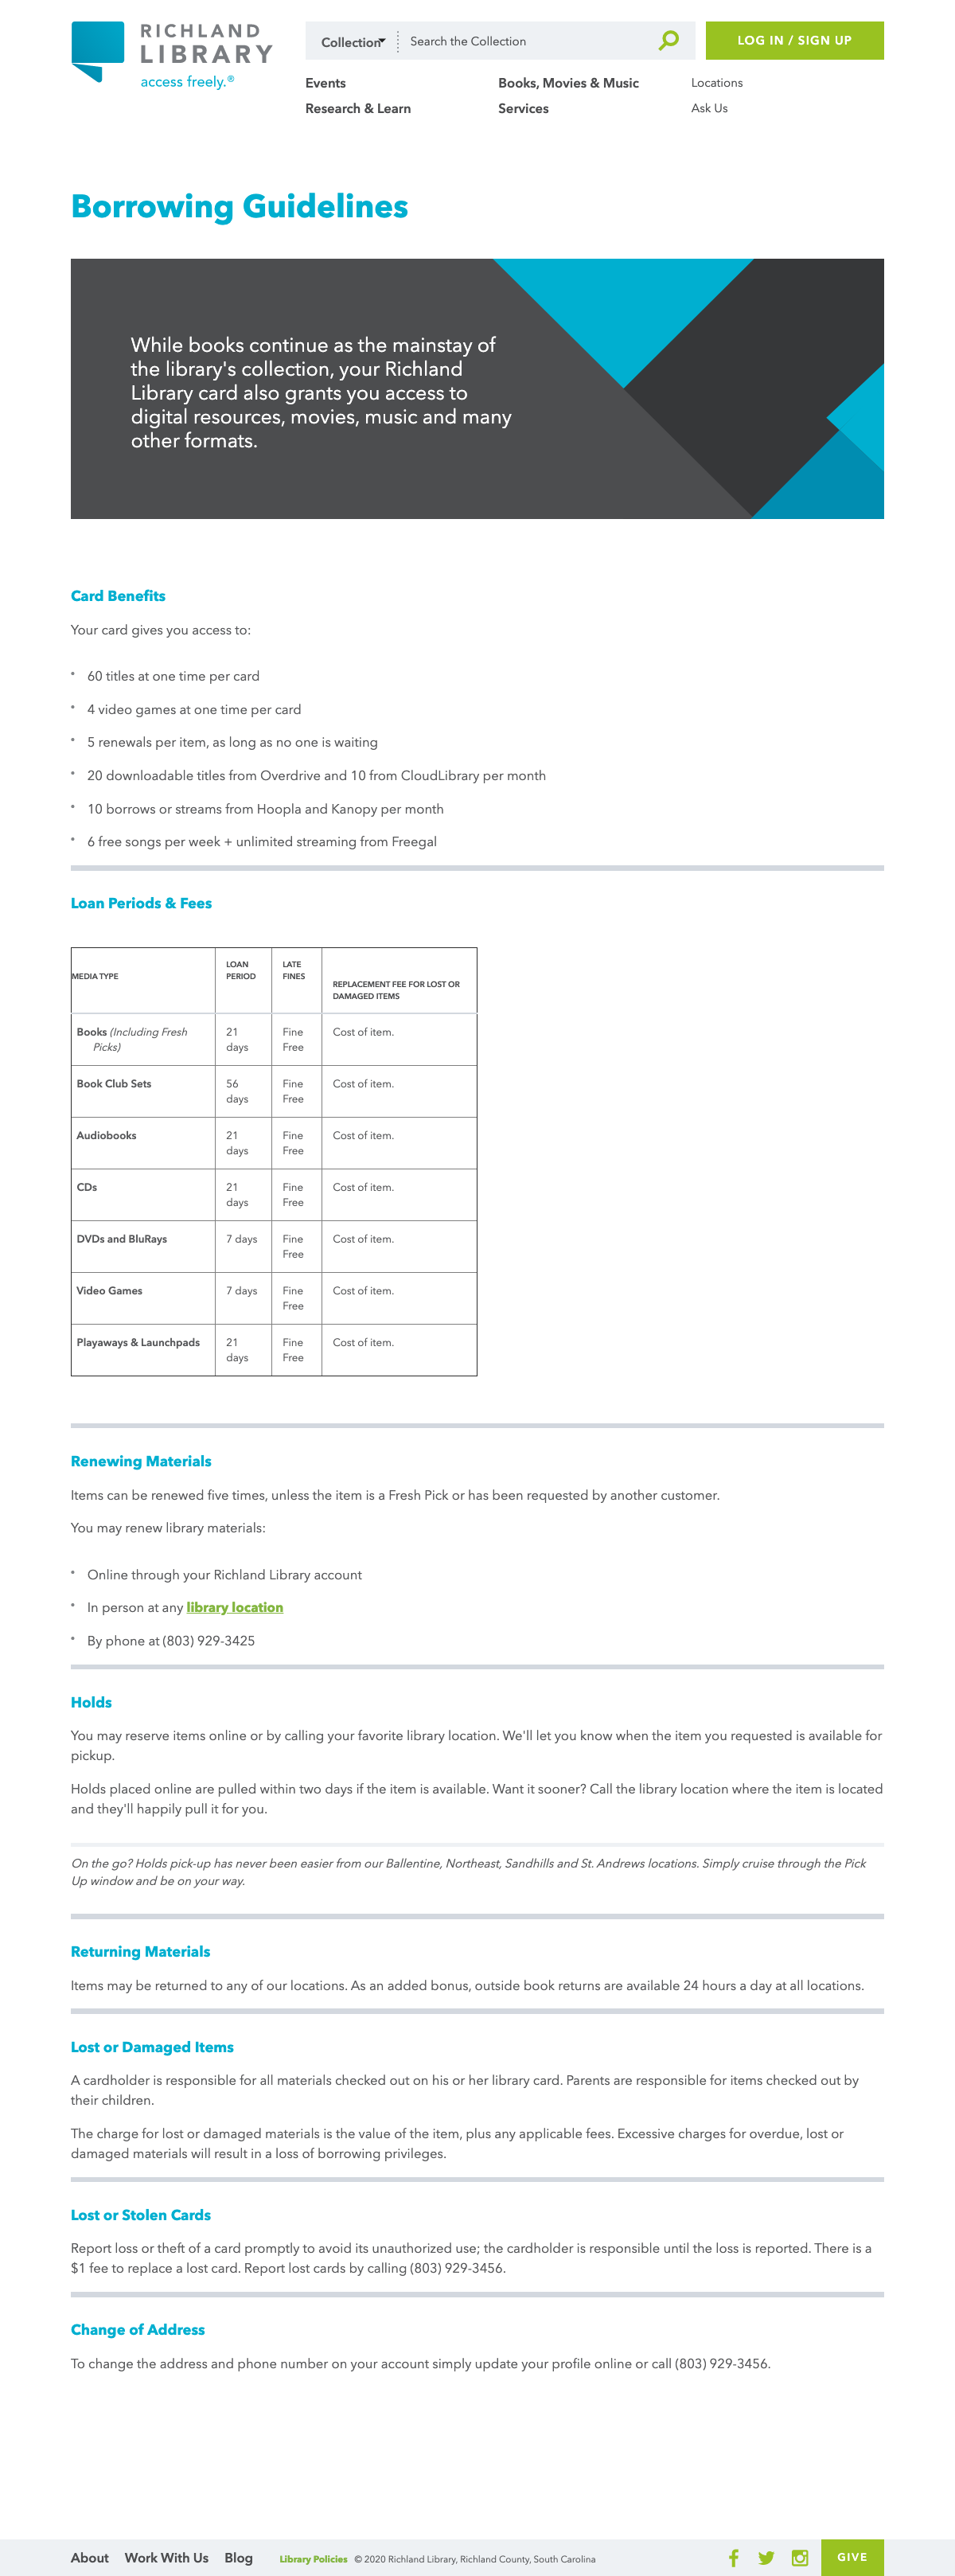 RICHLAND
LIBRARY
access freely.®
Collection
Search the Collection
LOG IN / SIGN UP
Events
Books, Movies & Music
Locations
Research & Learn
Services
Ask Us
Borrowing Guidelines
While books continue as the mainstay of
the library's collection, your Richland
Library card also grants you access to
digital resources, movies, music and many
other formats.
Card Benefits
Your card gives you access to:
60 titles at one time per card
4 video games at one time per card
5 renewals per item, as long as no one is waiting
20 downloadable titles from Overdrive and 10 from CloudLibrary per month
10 borrows or streams from Hoopla and Kanopy per month
6 free songs per week + unlimited streaming from Freegal
Loan Periods & Fees
MEDIA TYPE
LOAN
PERIOD
LATE
FINES
REPLACEMENT FEE FOR LOST OR
DAMAGED ITEMS
Books (Including Fresh
Picks)
21
days
Fine
Free
Cost of item.
Book Club Sets
56
days
Fine
Free
Cost of item.
Audiobooks
21
days
Fine
Free
Cost of item.
CDs
21
days
Fine
Free
Cost of item.
DVDs and BluRays
7 days
Fine
Free
Cost of item.
Video Games
7 days
Fine
Free
Cost of item.
Playaways & Launchpads
21
days
Fine
Free
Cost of item.
Renewing Materials
Items can be renewed five times, unless the item is a Fresh Pick or has been requested by another customer.
You may renew library materials:
Online through your Richland Library account
In person at any library location
By phone at (803) 929-3425
Holds
You may reserve items online or by calling your favorite library location. We'll let you know when the item you requested is available for
pickup.
Holds placed online are pulled within two days if the item is available. Want it sooner? Call the library location where the item is located
and they'll happily pull it for you.
On the go? Holds pick-up has never been easier from our Ballentine, Northeast, Sandhills and St. Andrews locations. Simply cruise through the Pick
Up window and be on your way.
Returning Materials
Items may be returned to any of our locations. As an added bonus, outside book returns are available 24 hours a day at all locations.
Lost or Damaged Items
A cardholder is responsible for all materials checked out on his or her library card. Parents are responsible for items checked out by
their children.
The charge for lost or damaged materials is the value of the item, plus any applicable fees. Excessive charges for overdue, lost or
damaged materials will result in a loss of borrowing privileges.
Lost or Stolen Cards
Report loss or theft of a card promptly to avoid its unauthorized use; the cardholder is responsible until the loss is reported. There is a
$1 fee to replace a lost card. Report lost cards by calling (803) 929-3456.
Change of Address
To change the address and phone number on your account simply update your profile online or call (803) 929-3456.
About
Work With Us
Blog
Library Policies
© 2020 Richland Library, Richland County, South Carolina
GIVE